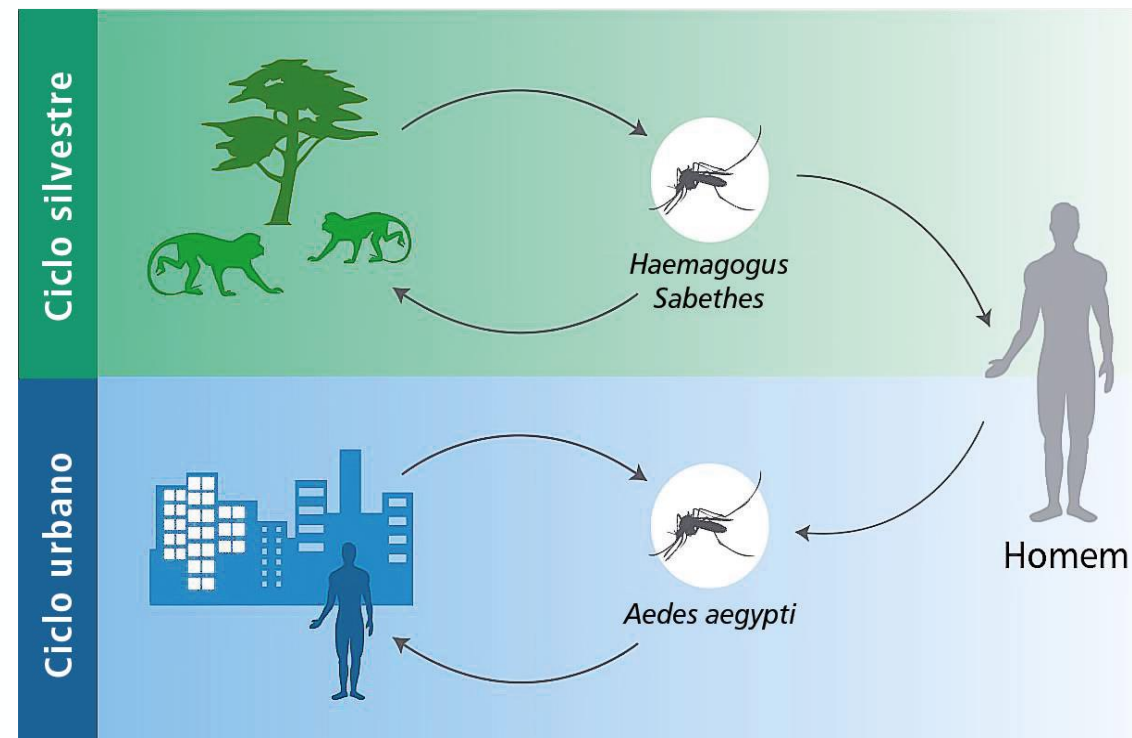 Ciclo silvestre
Haemagogus
Sabethes
Homem
Ciclo urbano
Aedes aegypti